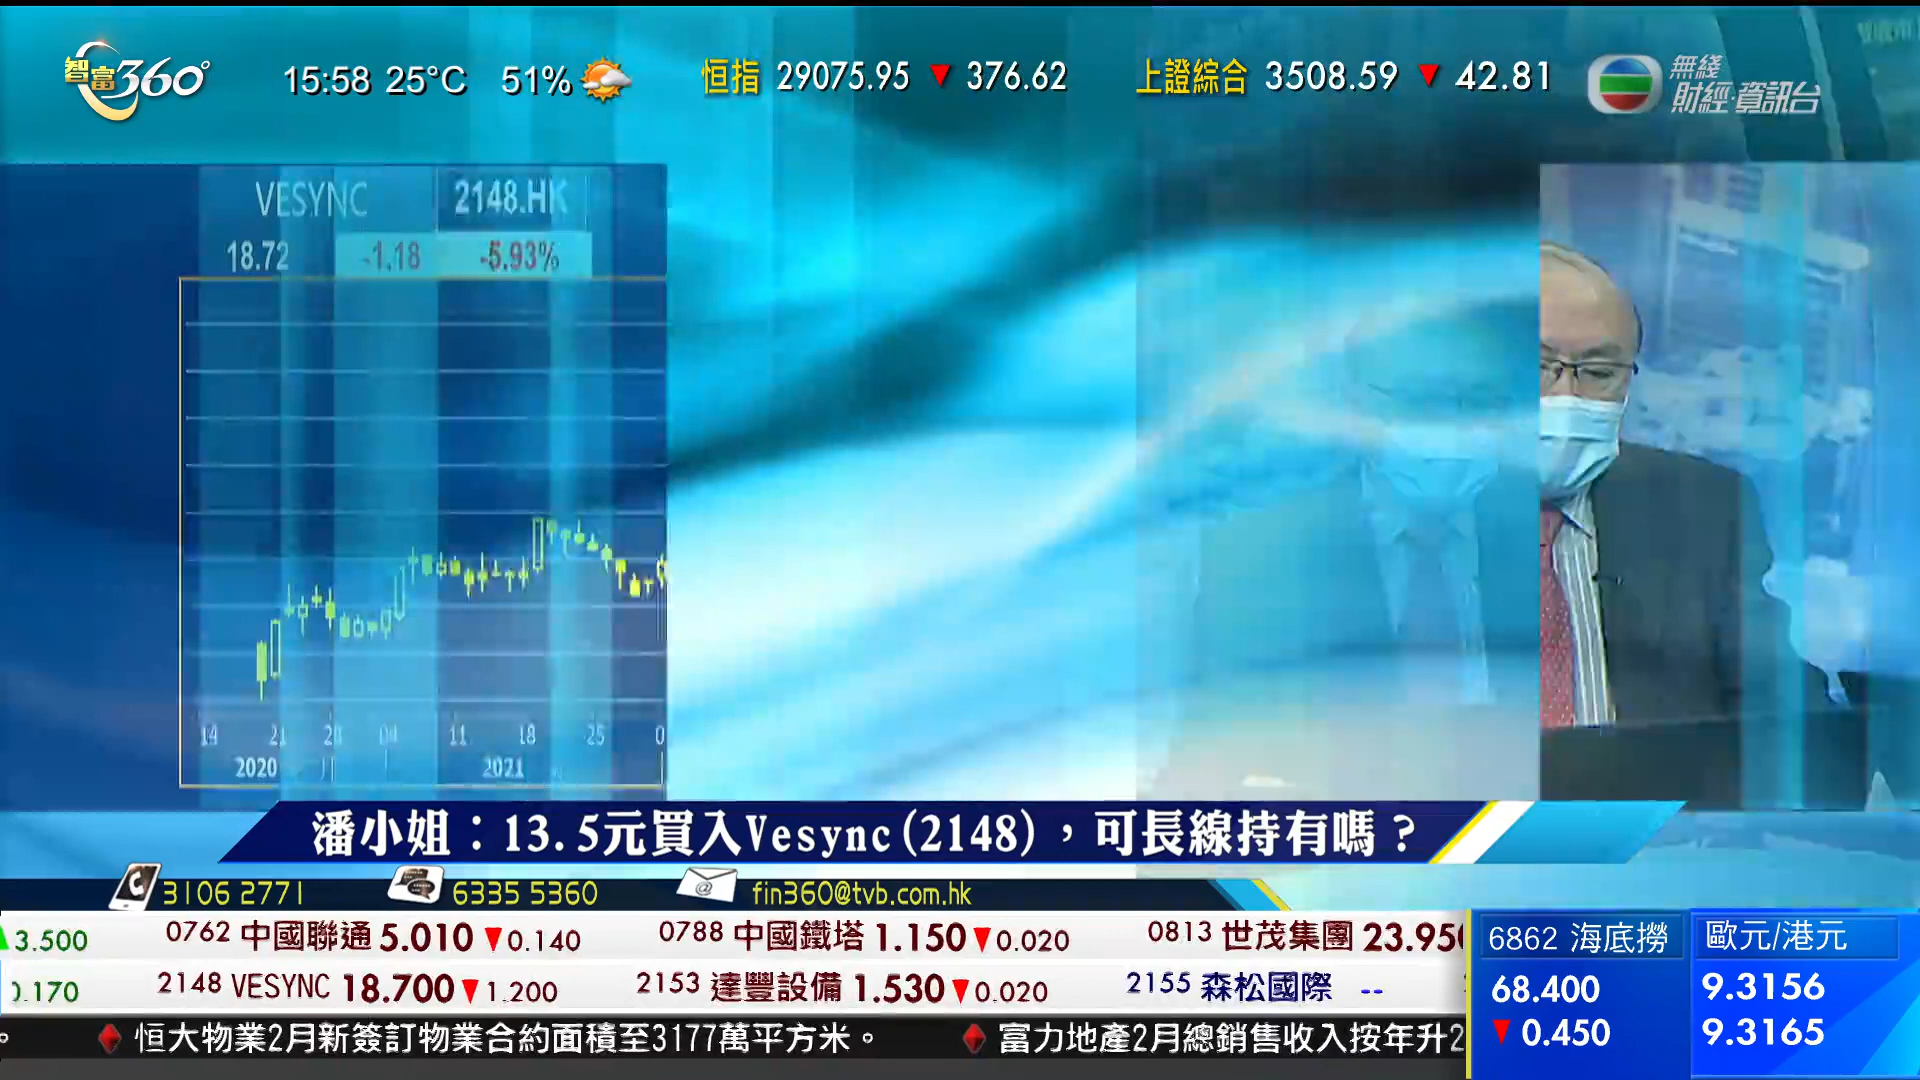 智富360°
15:58 25°C 51%
恒指 29075.95 ▼ 376.62
上證綜合 3508.59 ▼ 42.81
無綫
財經·資訊台
VESYNC 2148.HK
18.72 -1.18 -5.93%
14 21 28 04 11 18 25
2020 2021
潘小姐：13.5元買入Vesync(2148)，可長線持有嗎？
3106 2771 6335 5360 fin360@tvb.com.hk
3.500 0762 中國聯通 5.010 ▼0.140 0788 中國鐵塔 1.150 ▼0.020 0813 世茂集團 23.950
0.170 2148 VESYNC 18.700 ▼1.200 2153 達豐設備 1.530 ▼0.020 2155 森松國際 --
恒大物業2月新簽訂物業合約面積至3177萬平方米。 富力地產2月總銷售收入按年升2
6862 海底撈
68.400
▼ 0.450
歐元/港元
9.3156
9.3165